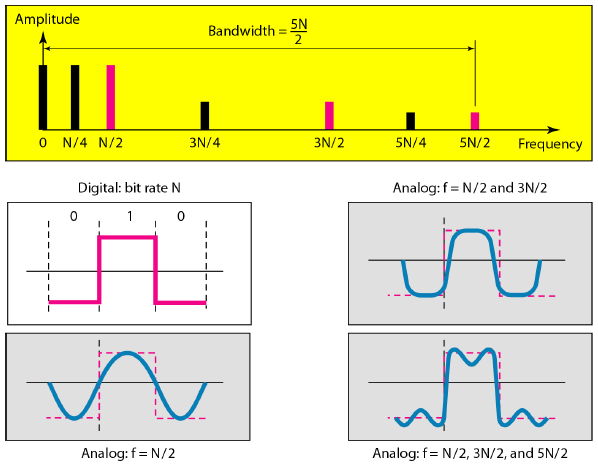 Amplitude
Bandwidth = 5N/2
0 N/4 N/2 3N/4 3N/2 5N/4 5N/2 Frequency
Digital: bit rate N
Analog: f = N/2 and 3N/2
0 1 0
Analog: f = N/2
Analog: f = N/2, 3N/2, and 5N/2